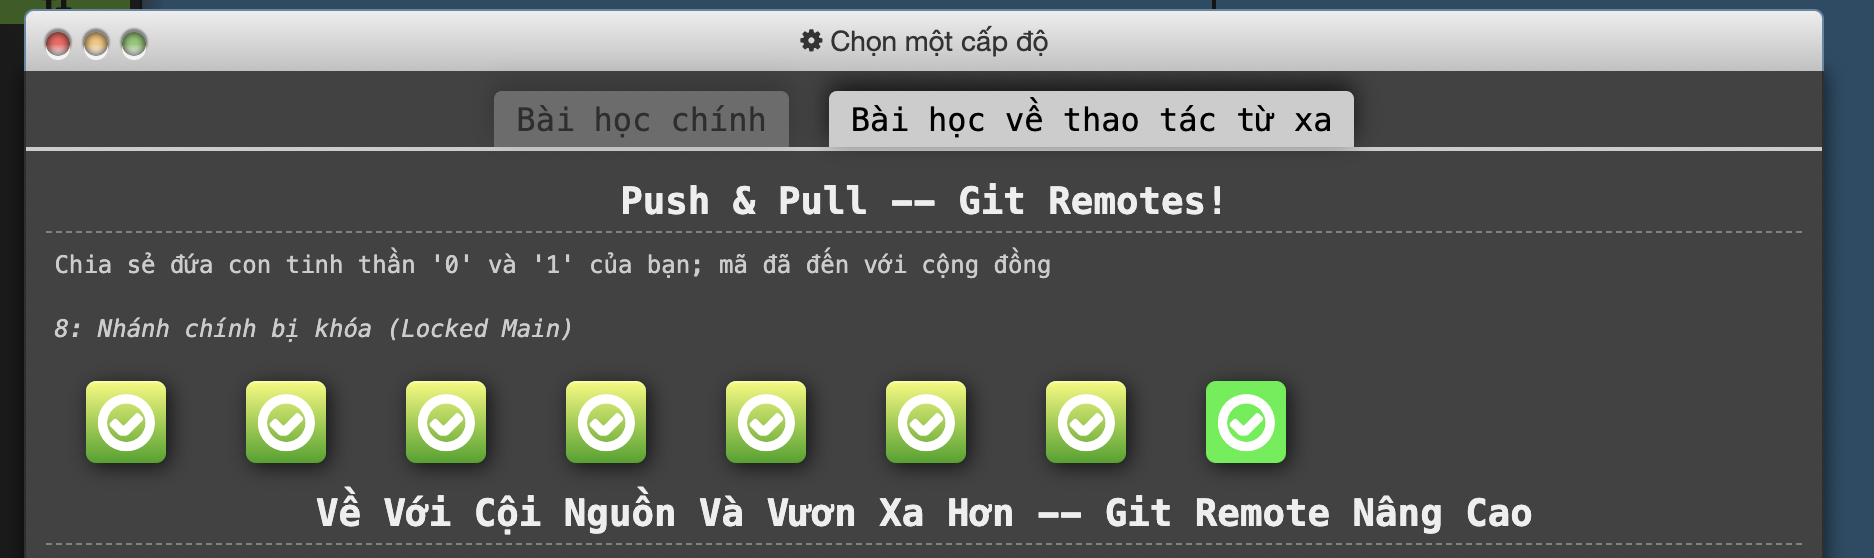 Chọn một cấp độ
Bài học chính
Bài học về thao tác từ xa
Push & Pull -- Git Remotes!
Chia sẻ đứa con tinh thần '0' và '1' của bạn; mã đã đến với cộng đồng
8: Nhánh chính bị khóa (Locked Main)
Về Với Cội Nguồn Và Vươn Xa Hơn -- Git Remote Nâng Cao